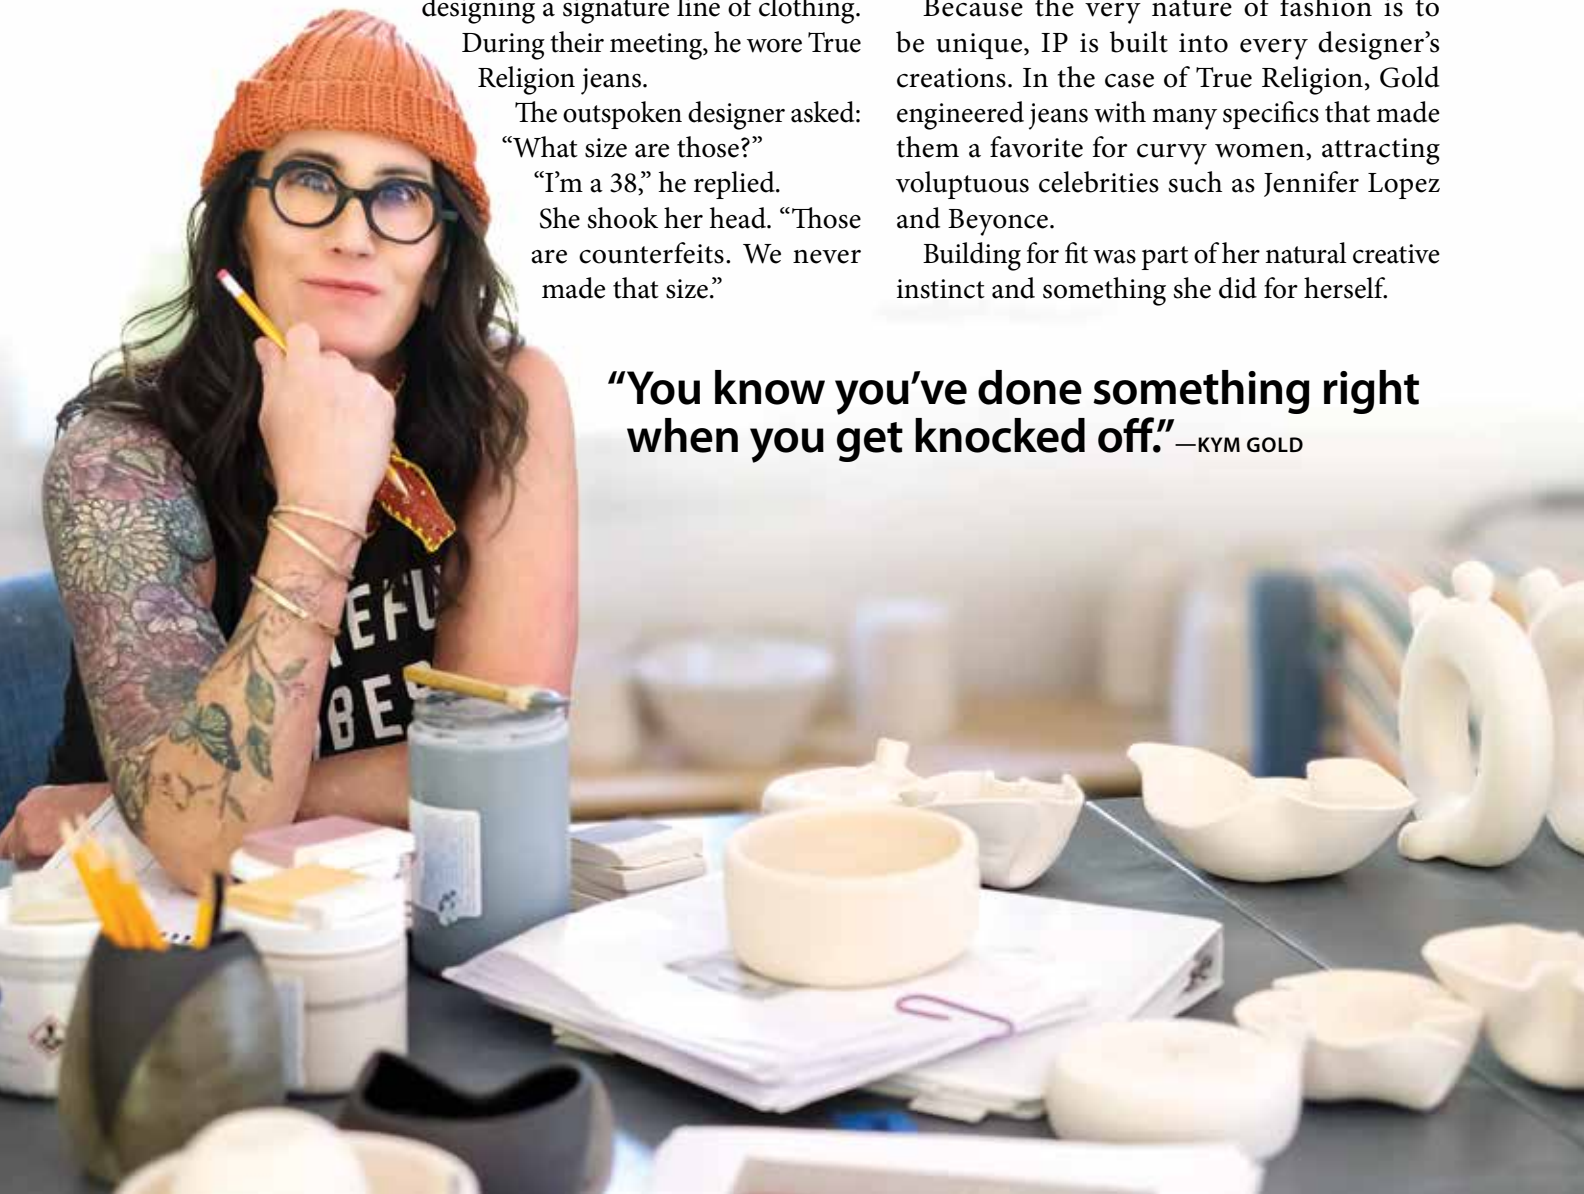 designing a signature line of clothing.
During their meeting, he wore True
Religion jeans.
The outspoken designer asked:
“What size are those?”
“I’m a 38,” he replied.
She shook her head. “Those
are counterfeits. We never
made that size.”
Because the very nature of fashion is to
be unique, IP is built into every designer’s
creations. In the case of True Religion, Gold
engineered jeans with many specifics that made
them a favorite for curvy women, attracting
voluptuous celebrities such as Jennifer Lopez
and Beyonce.
Building for fit was part of her natural creative
instinct and something she did for herself.
“You know you’ve done something right
when you get knocked off.” —KYM GOLD
EFU
BES